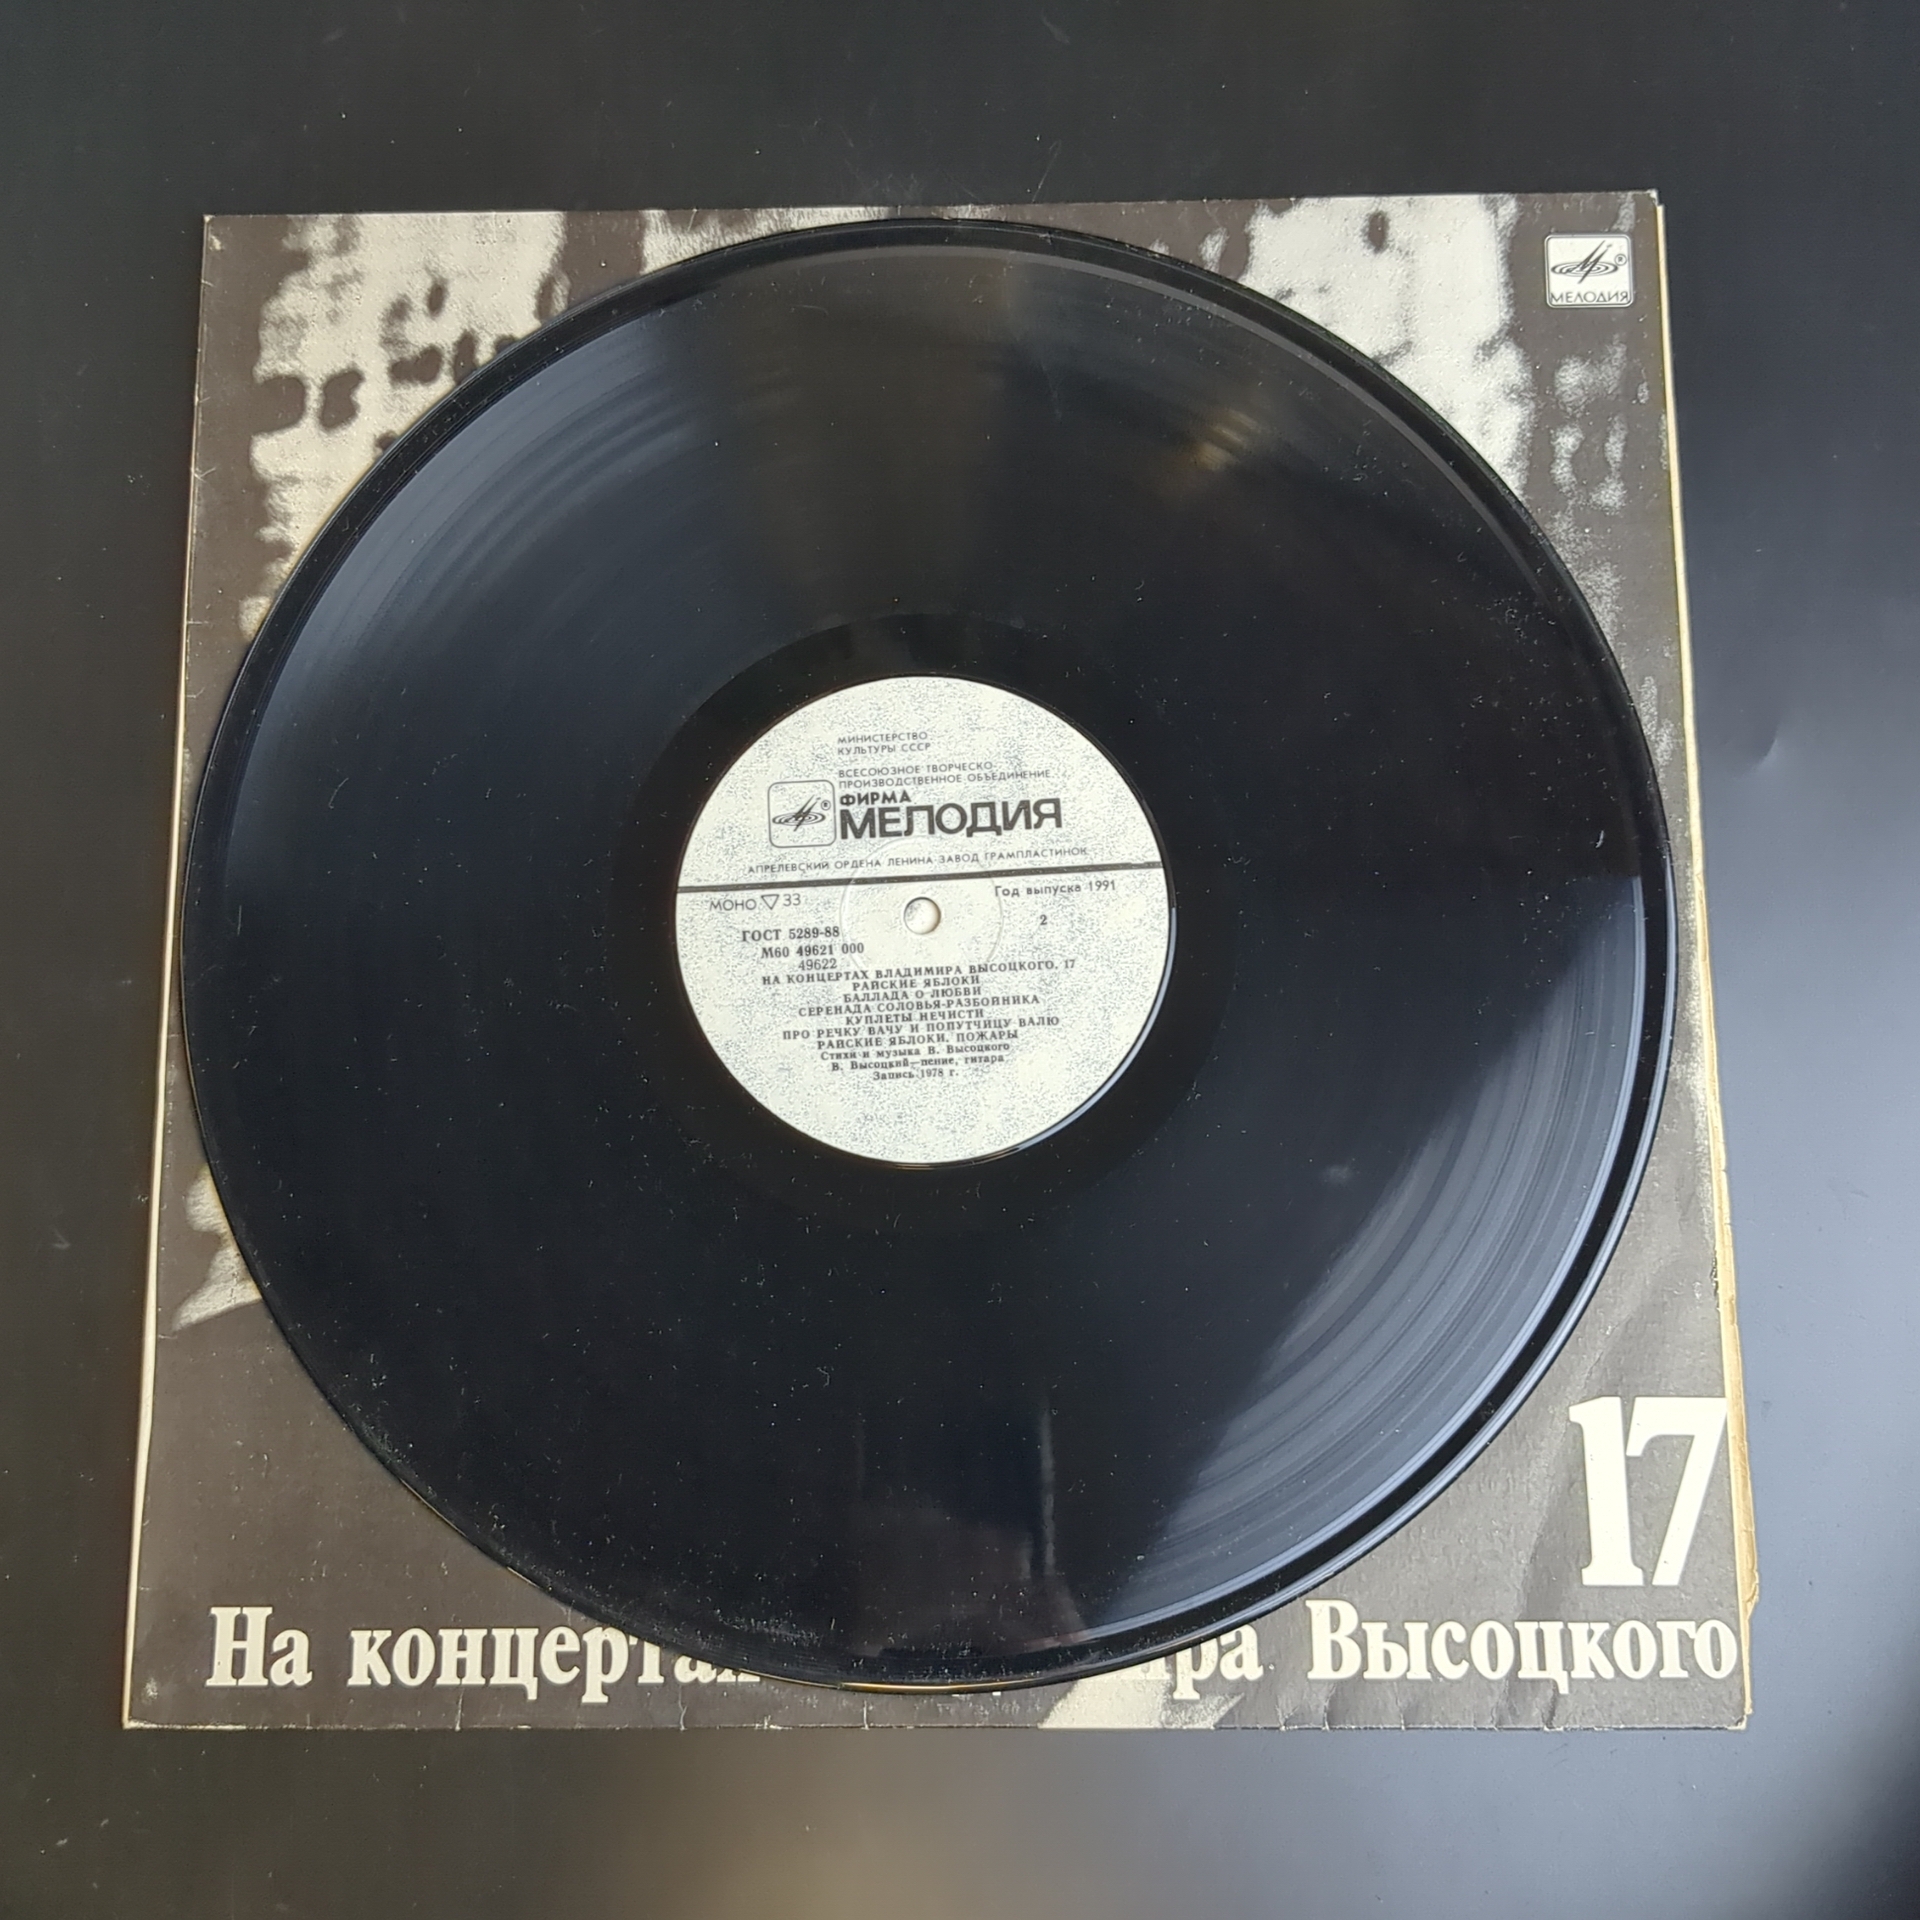 МЕЛОДИЯ
МИНИСТЕРСТВО
КУЛЬТУРЫ СССР
ВСЕСОЮЗНОЕ ТВОРЧЕСКО-
ПРОИЗВОДСТВЕННОЕ ОБЪЕДИНЕНИЕ
ФИРМА
МЕЛОДИЯ
АПРЕЛЕВСКИЙ ОРДЕНА ЛЕНИНА ЗАВОД ГРАМПЛАСТИНОК
МОНО 33
Год выпуска 1991
ГОСТ 5289-88
2
М60 49621 000
49622
НА КОНЦЕРТАХ ВЛАДИМИРА ВЫСОЦКОГО. 17
РАЙСКИЕ ЯБЛОКИ
БАЛЛАДА О ЛЮБВИ
СЕРЕНАДА СОЛОВЬЯ-РАЗБОЙНИКА
КУПЛЕТЫ НЕЧИСТИ
ПРО РЕЧКУ ВАЧУ И ПОПУТЧИЦУ ВАЛЮ
РАЙСКИЕ ЯБЛОКИ. ПОЖАРЫ
Стихи и музыка В. Высоцкого
В. Высоцкий—пение, гитара
Запись 1978 г.
17
На Высоцкого